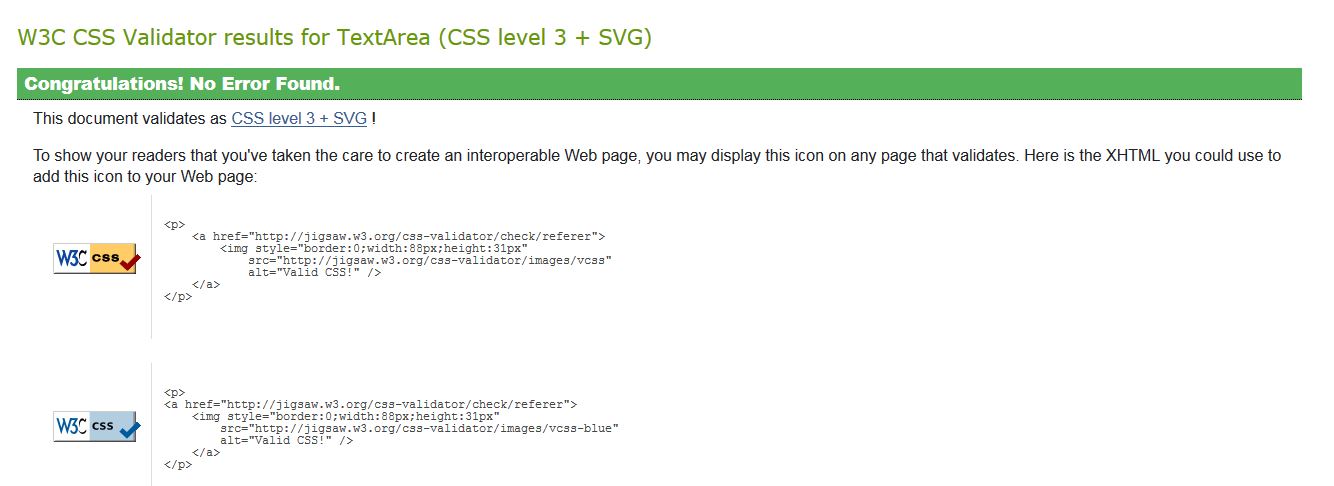 W3C CSS Validator results for TextArea (CSS level 3 + SVG)
Congratulations! No Error Found.
This document validates as CSS level 3 + SVG !
To show your readers that you've taken the care to create an interoperable Web page, you may display this icon on any page that validates. Here is the XHTML you could use to
add this icon to your Web page:
W3C css
<p>
    <a href="http://jigsaw.w3.org/css-validator/check/referer">
        <img style="border:0;width:88px;height:31px"
            src="http://jigsaw.w3.org/css-validator/images/vcss"
            alt="Valid CSS!" />
    </a>
</p>
W3C css
<p>
<a href="http://jigsaw.w3.org/css-validator/check/referer">
    <img style="border:0;width:88px;height:31px"
        src="http://jigsaw.w3.org/css-validator/images/vcss-blue"
        alt="Valid CSS!" />
    </a>
</p>